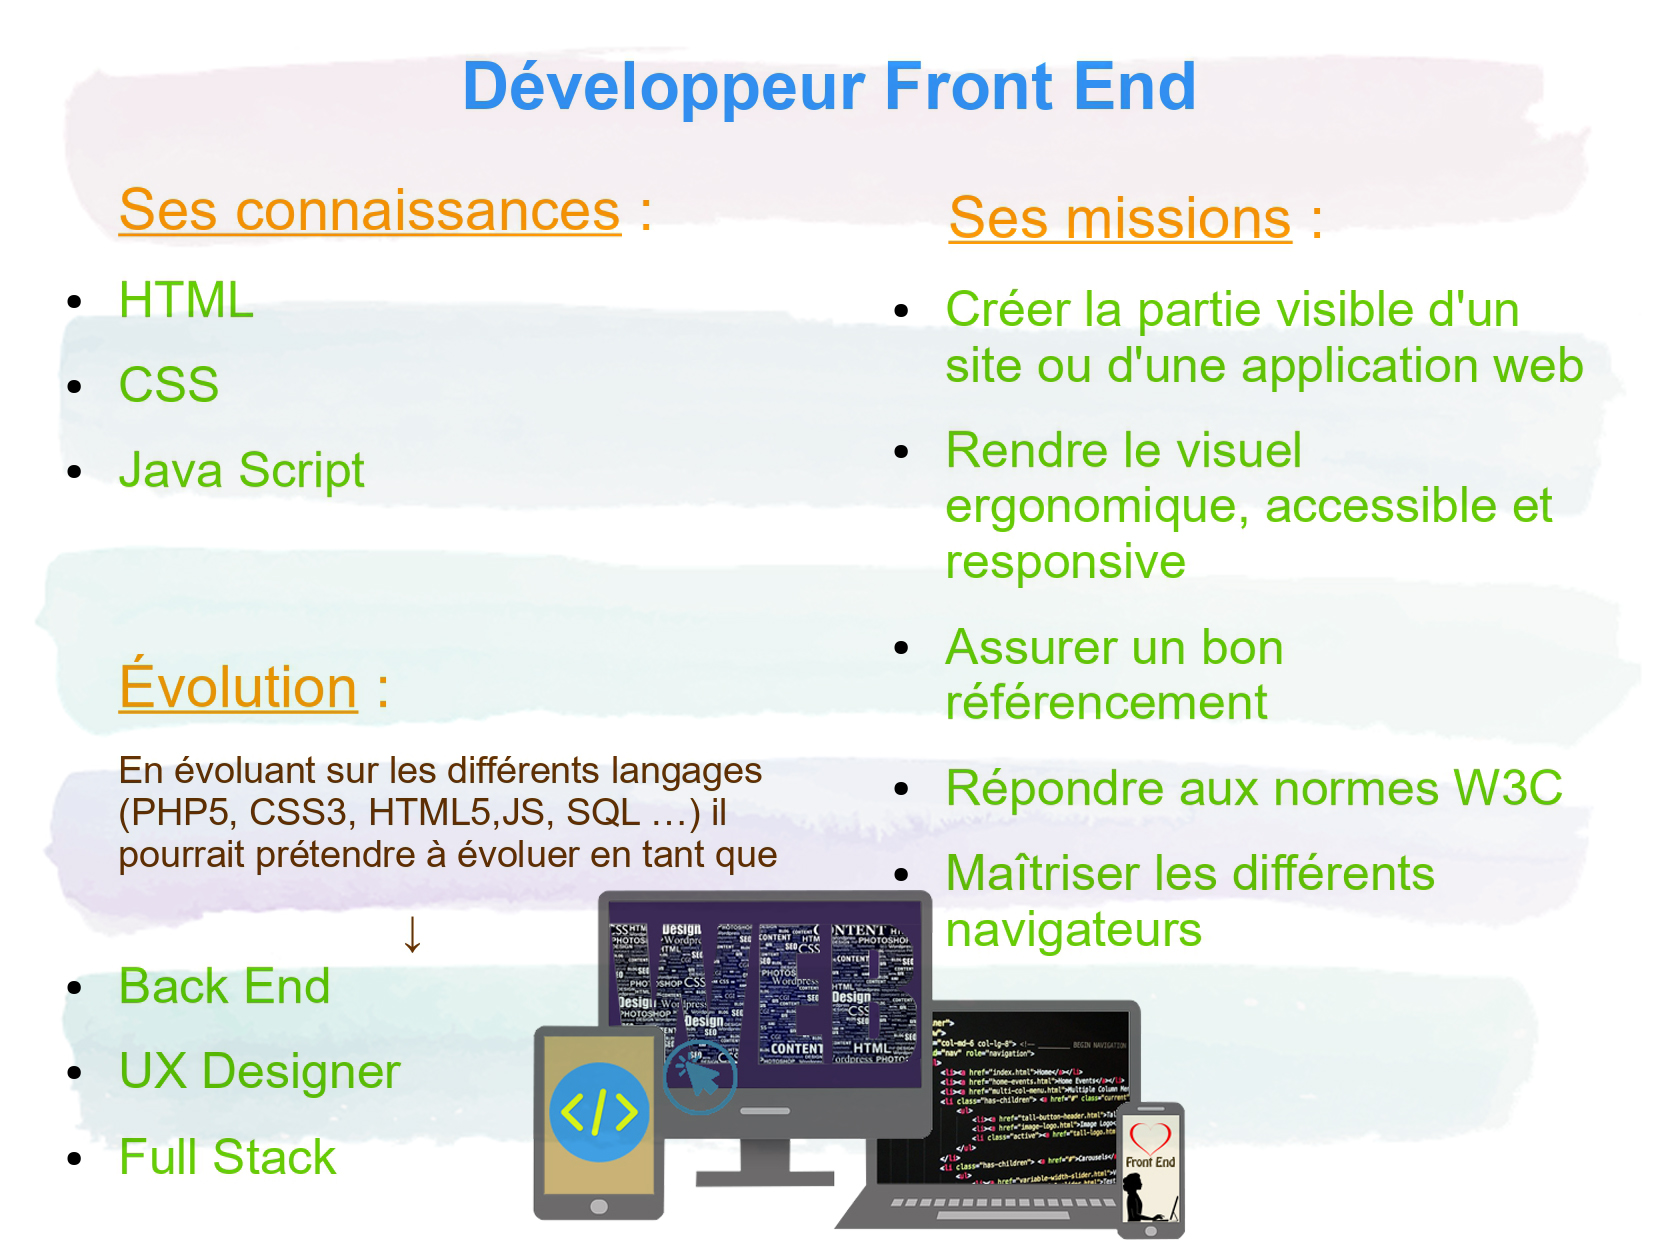 Développeur Front End
Ses connaissances :
HTML
CSS
Java Script
Évolution :
En évoluant sur les différents langages
(PHP5, CSS3, HTML5,JS, SQL …) il
pourrait prétendre à évoluer en tant que
↓
Back End
UX Designer
Full Stack
Ses missions :
Créer la partie visible d'un
site ou d'une application web
Rendre le visuel
ergonomique, accessible et
responsive
Assurer un bon
référencement
Répondre aux normes W3C
Maîtriser les différents
navigateurs
WEB
</>
Front End